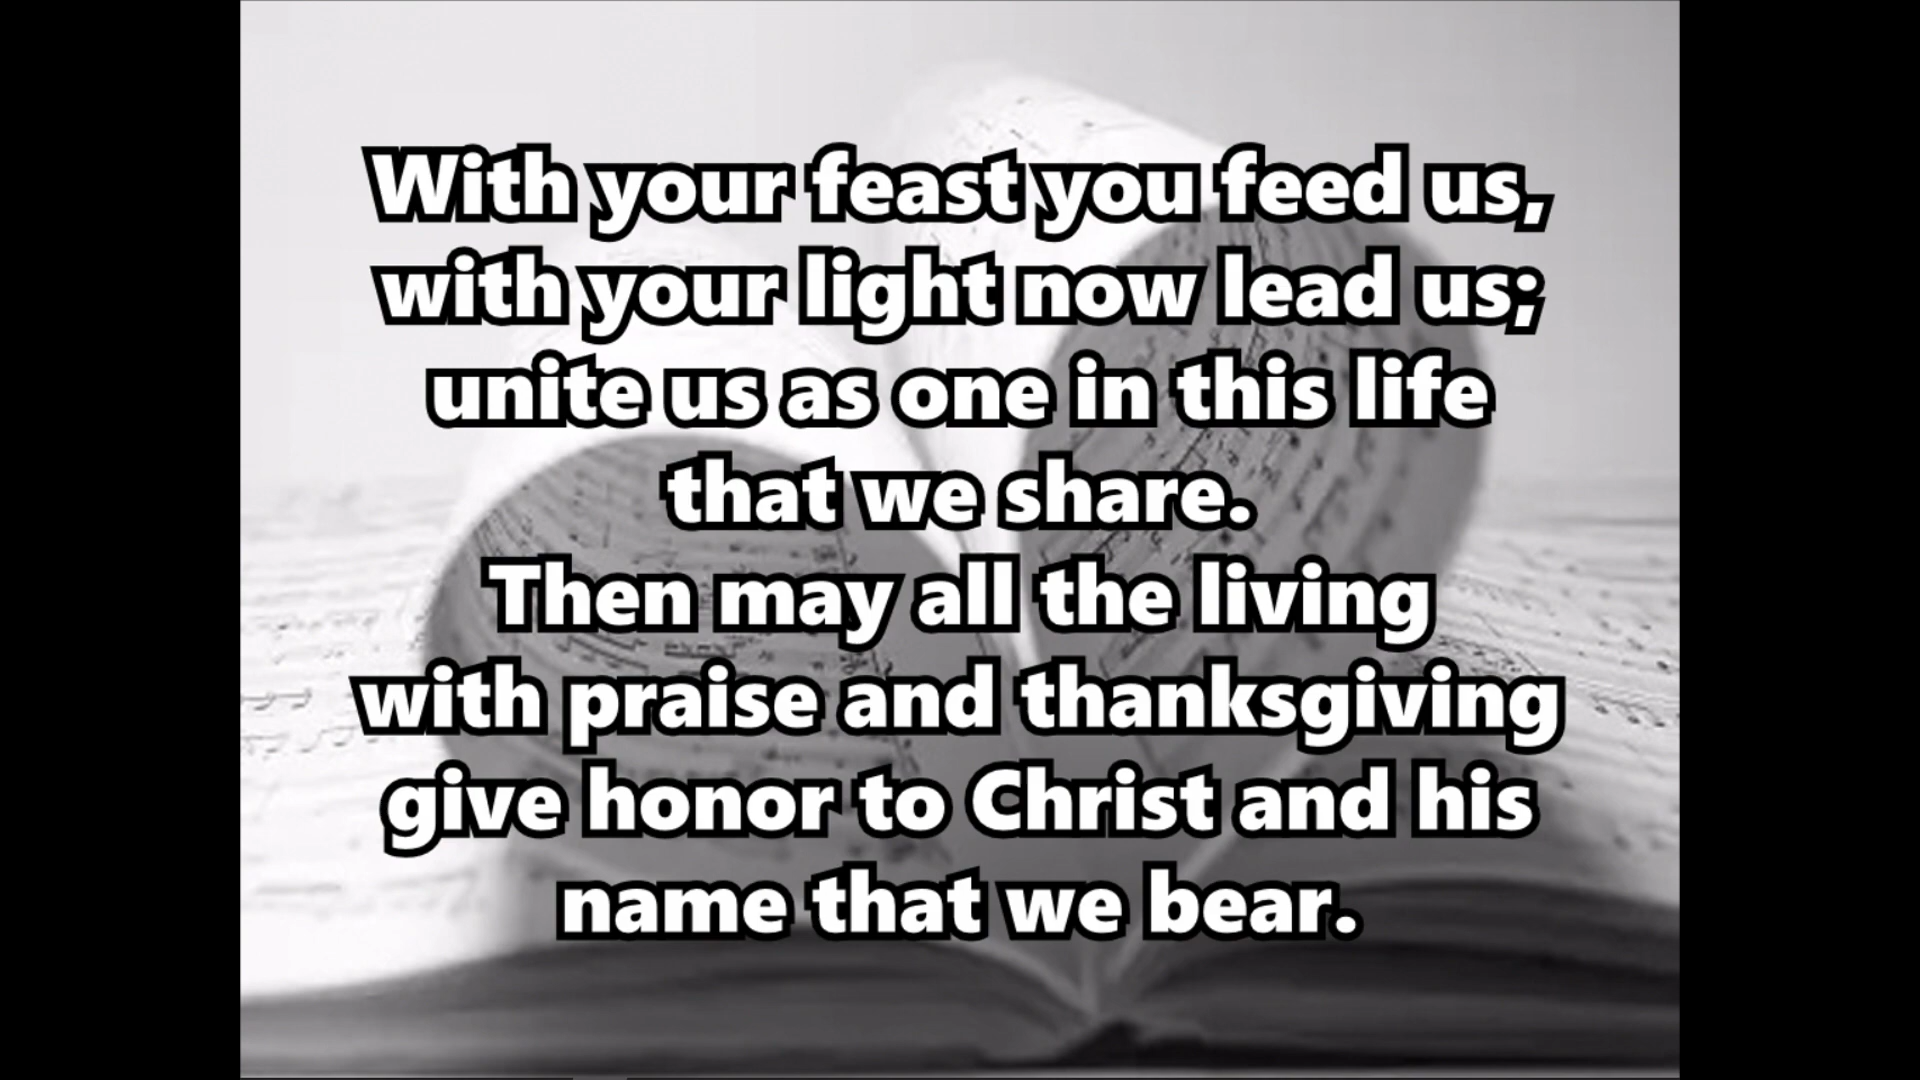 With your feast you feed us,
with your light now lead us;
unite us as one in this life
that we share.
Then may all the living
with praise and thanksgiving
give honor to Christ and his
name that we bear.